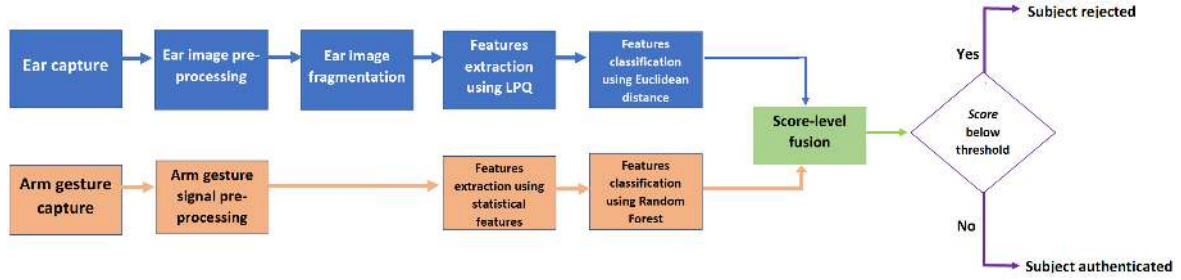 Ear capture
Ear image pre-
processing
Ear image
fragmentation
Features
extraction
using LPQ
Features
classification
using Euclidean
distance
Arm gesture
capture
Arm gesture
signal pre-
processing
Features
extraction using
statistical
features
Features
classification
using Random
Forest
Score-level
fusion
Score
below
threshold
Yes
Subject rejected
No
Subject authenticated